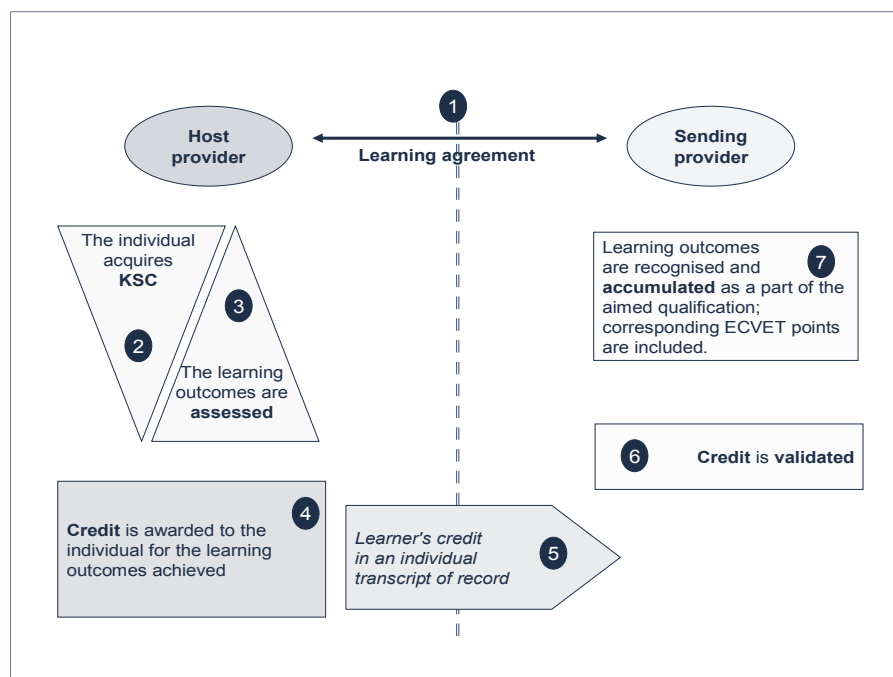 1
Host
provider
Learning agreement
Sending
provider
The individual
acquires
KSC
2
3
The learning
outcomes are
assessed
4
Credit is awarded to the
individual for the learning
outcomes achieved
Learner's credit
in an individual
transcript of record
5
6
Credit is validated
7
Learning outcomes
are recognised and
accumulated as a part of the
aimed qualification;
corresponding ECVET points
are included.